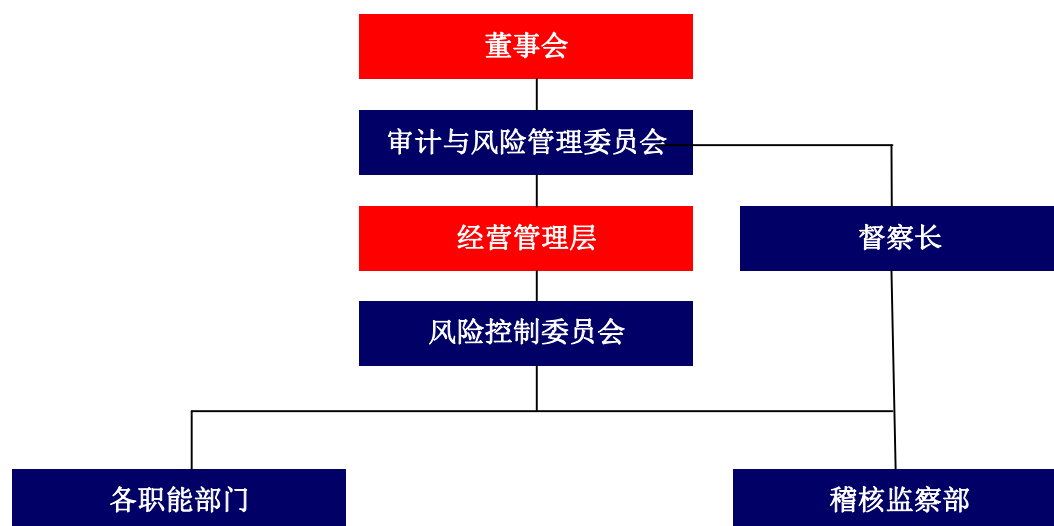 董事会
审计与风险管理委员会
经营管理层
督察长
风险控制委员会
各职能部门
稽核监察部